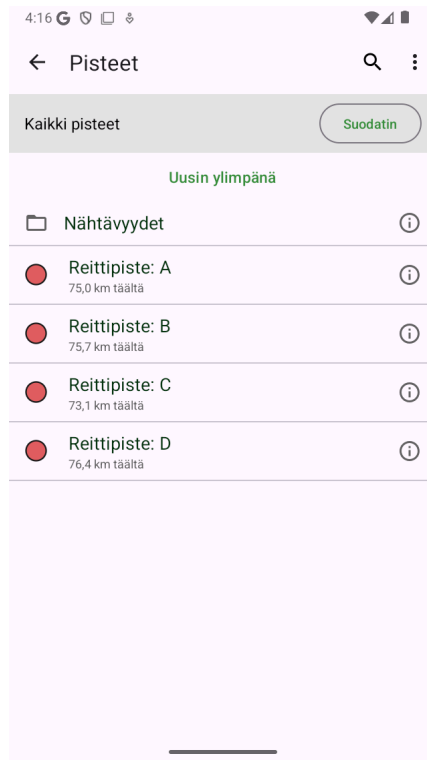 4:16
Pisteet
Kaikki pisteet
Suodatin
Uusin ylimpänä
Nähtävyydet
Reittipiste: A
75,0 km täältä
Reittipiste: B
75,7 km täältä
Reittipiste: C
73,1 km täältä
Reittipiste: D
76,4 km täältä